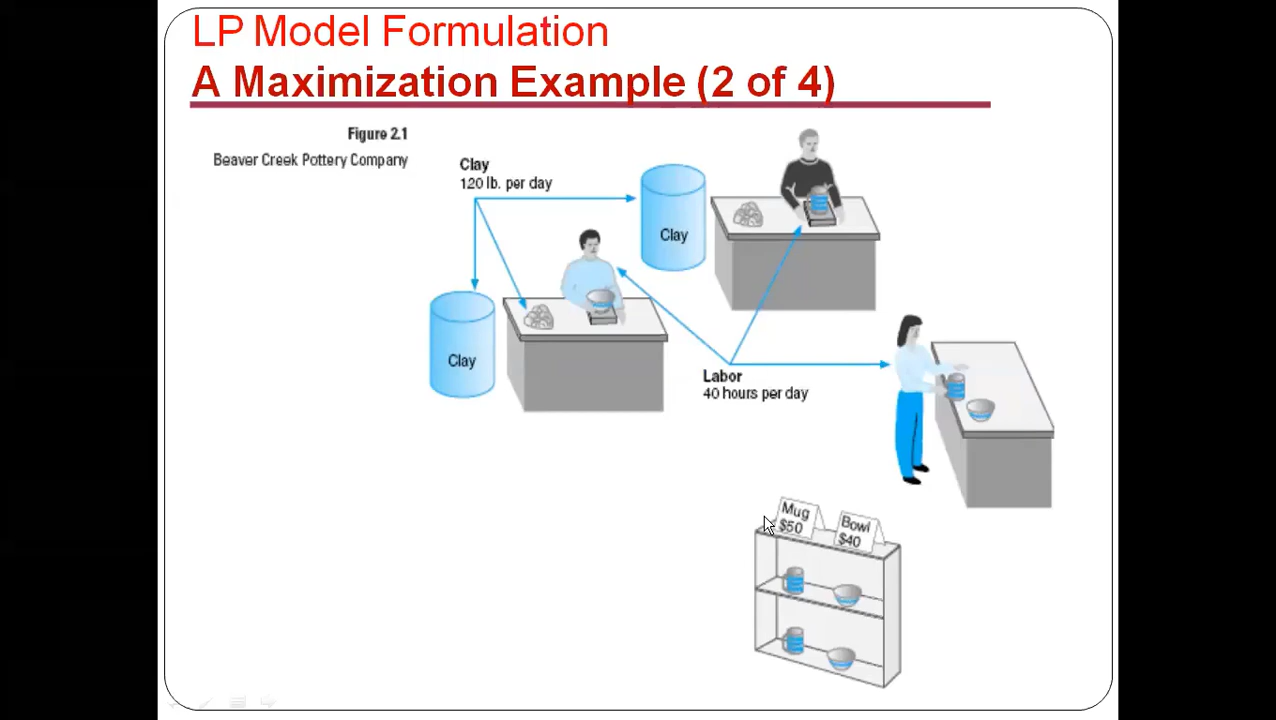 LP Model Formulation
A Maximization Example (2 of 4)
Figure 2.1
Beaver Creek Pottery Company
Clay
120 lb. per day
Clay
Clay
Labor
40 hours per day
Mug
$50
Bowl
$40